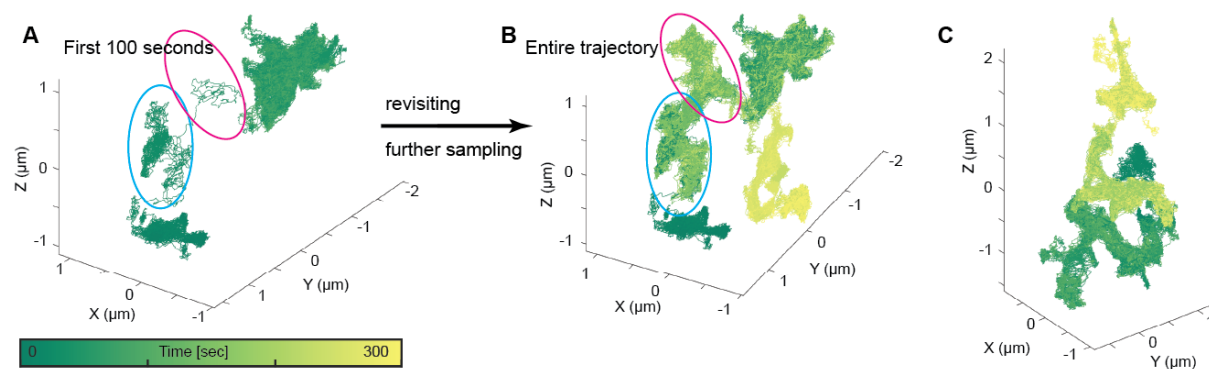 A
First 100 seconds
Z (µm)
1
0
-1
1
0
-1
X (µm)
1
0
-1
-2
Y (µm)
revisiting
further sampling
B
Entire trajectory
Z (µm)
1
0
-1
1
0
-1
X (µm)
1
0
-1
-2
Y (µm)
C
Z (µm)
2
1
0
-1
0
-1
X (µm)
0
Y (µm)
0
Time [sec]
300